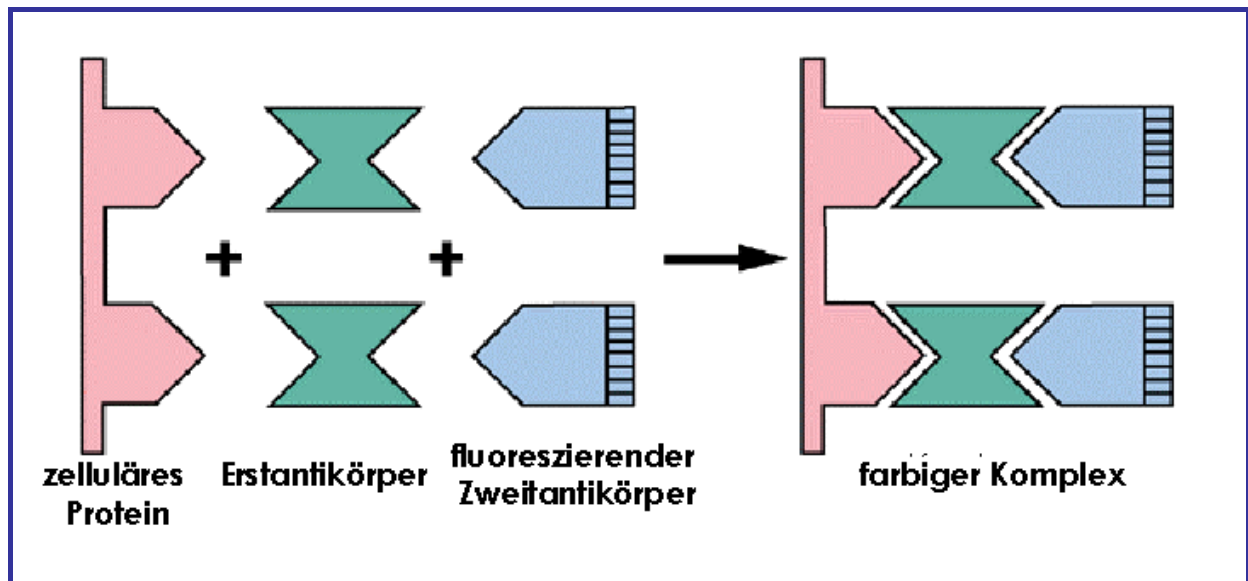 zelluläres
Protein
Erstantikörper
fluoreszierender
Zweitantikörper
farbiger Komplex